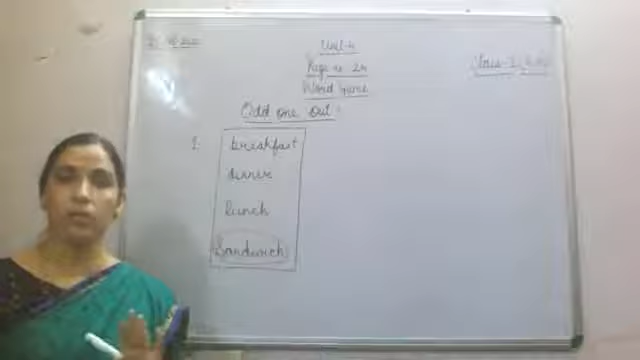 Unit-4
Page no 24
Word Game
Odd one out:
1.
breakfast
dinner
lunch
Sandwich